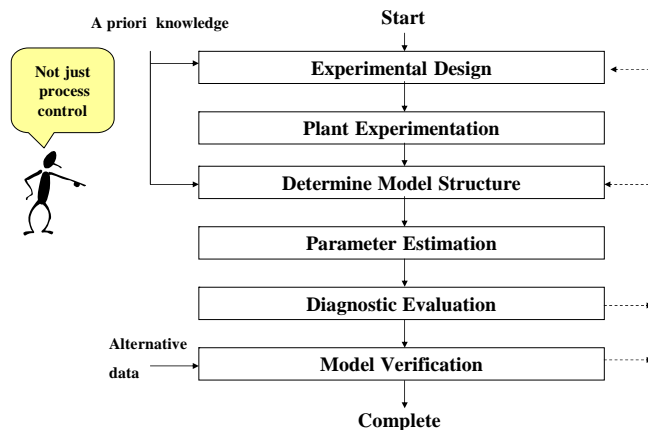 A priori knowledge
Start
Not just
process
control
Experimental Design
Plant Experimentation
Determine Model Structure
Parameter Estimation
Diagnostic Evaluation
Alternative
data
Model Verification
Complete